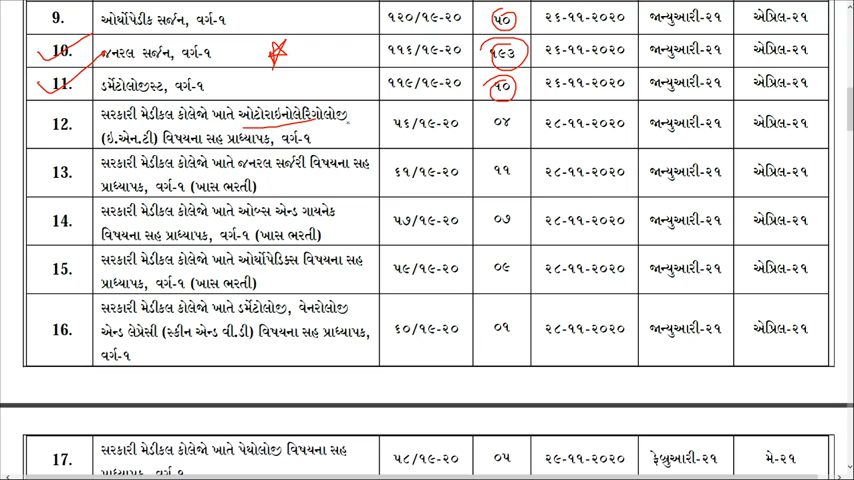 9. ઓર્થોપેડીક સર્જન, વર્ગ-૧ ૧૨૦/૧૯-૨૦ ૫૦ ૨૬-૧૧-૨૦૨૦ જાન્યુઆરી-૨૧ એપ્રિલ-૨૧
10. જનરલ સર્જન, વર્ગ-૧ ૧૧૬/૧૯-૨૦ ૧૯૩ ૨૬-૧૧-૨૦૨૦ જાન્યુઆરી-૨૧ એપ્રિલ-૨૧
11. ડર્મેટોલોજીસ્ટ, વર્ગ-૧ ૧૧૯/૧૯-૨૦ ૧૦ ૨૬-૧૧-૨૦૨૦ જાન્યુઆરી-૨૧ એપ્રિલ-૨૧
12. સરકારી મેડીકલ કોલેજો ખાતે ઓટોરાઇનોલેરિંગોલોજી
(ઇ.એન.ટી) વિષયના સહ પ્રાધ્યાપક, વર્ગ-૧ ૫૬/૧૯-૨૦ ૦૪ ૨૮-૧૧-૨૦૨૦ જાન્યુઆરી-૨૧ એપ્રિલ-૨૧
13. સરકારી મેડીકલ કોલેજો ખાતે જનરલ સર્જરી વિષયના સહ
પ્રાધ્યાપક, વર્ગ-૧ (ખાસ ભરતી) ૬૧/૧૯-૨૦ ૧૧ ૨૮-૧૧-૨૦૨૦ જાન્યુઆરી-૨૧ એપ્રિલ-૨૧
14. સરકારી મેડીકલ કોલેજો ખાતે ઓબ્સ એન્ડ ગાયનેક
વિષયના સહ પ્રાધ્યાપક, વર્ગ-૧ (ખાસ ભરતી) ૫૭/૧૯-૨૦ ૦૭ ૨૮-૧૧-૨૦૨૦ જાન્યુઆરી-૨૧ એપ્રિલ-૨૧
15. સરકારી મેડીકલ કોલેજો ખાતે ઓર્થોપેડિક્સ વિષયના સહ
પ્રાધ્યાપક, વર્ગ-૧ (ખાસ ભરતી) ૫૯/૧૯-૨૦ ૦૯ ૨૮-૧૧-૨૦૨૦ જાન્યુઆરી-૨૧ એપ્રિલ-૨૧
16. સરકારી મેડીકલ કોલેજો ખાતે ડર્મેટોલોજી, વેનરોલોજી
એન્ડ લેપ્રેસી (સ્કીન એન્ડ વી.ડી) વિષયના સહ પ્રાધ્યાપક, ૬૦/૧૯-૨૦ ૦૧ ૨૮-૧૧-૨૦૨૦ જાન્યુઆરી-૨૧ એપ્રિલ-૨૧
વર્ગ-૧
17. સરકારી મેડીકલ કોલેજો ખાતે પેથોલોજી વિષયના સહ ૫૮/૧૯-૨૦ ૦૫ ૨૯-૧૧-૨૦૨૦ ફેબ્રુઆરી-૨૧ મે-૨૧
પ્રાધ્યાપક, વર્ગ-૧